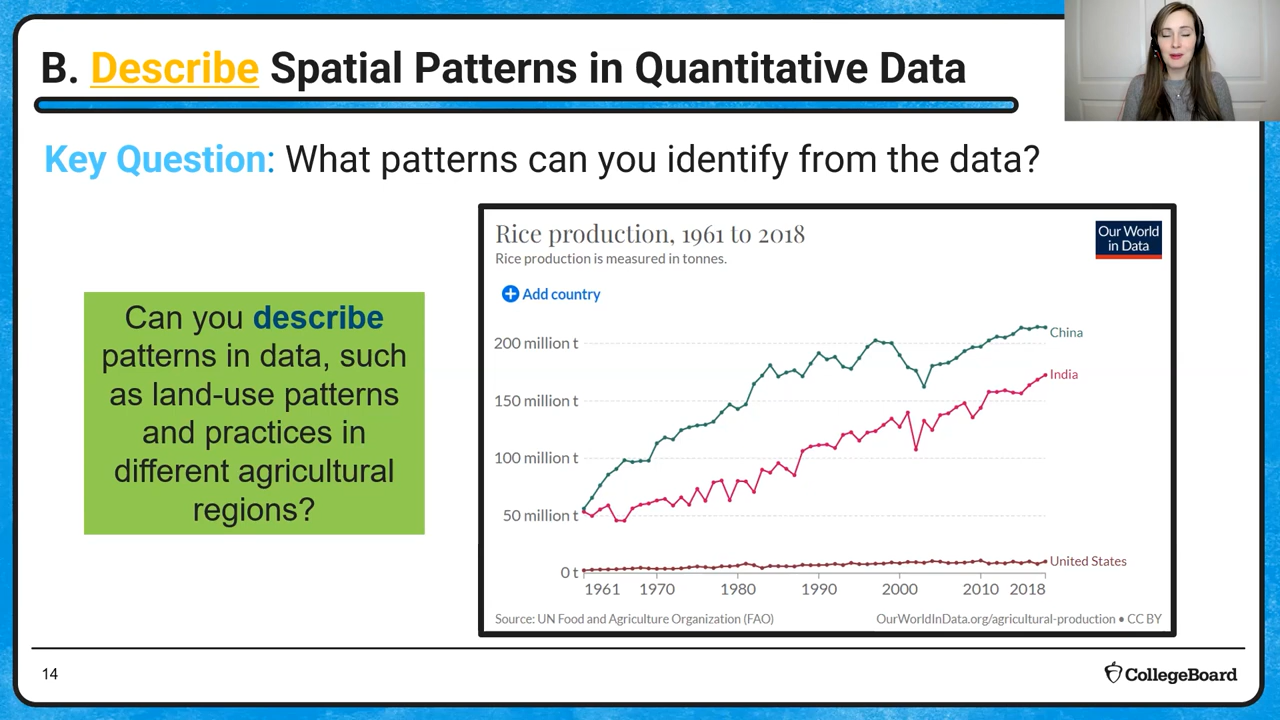 B. Describe Spatial Patterns in Quantitative Data
Key Question: What patterns can you identify from the data?
Can you describe
patterns in data, such
as land-use patterns
and practices in
different agricultural
regions?
Rice production, 1961 to 2018
Rice production is measured in tonnes.
Our World
in Data
Add country
200 million t
150 million t
100 million t
50 million t
0 t
China
India
United States
1961 1970 1980 1990 2000 2010 2018
Source: UN Food and Agriculture Organization (FAO)
OurWorldInData.org/agricultural-production • CC BY
14
CollegeBoard